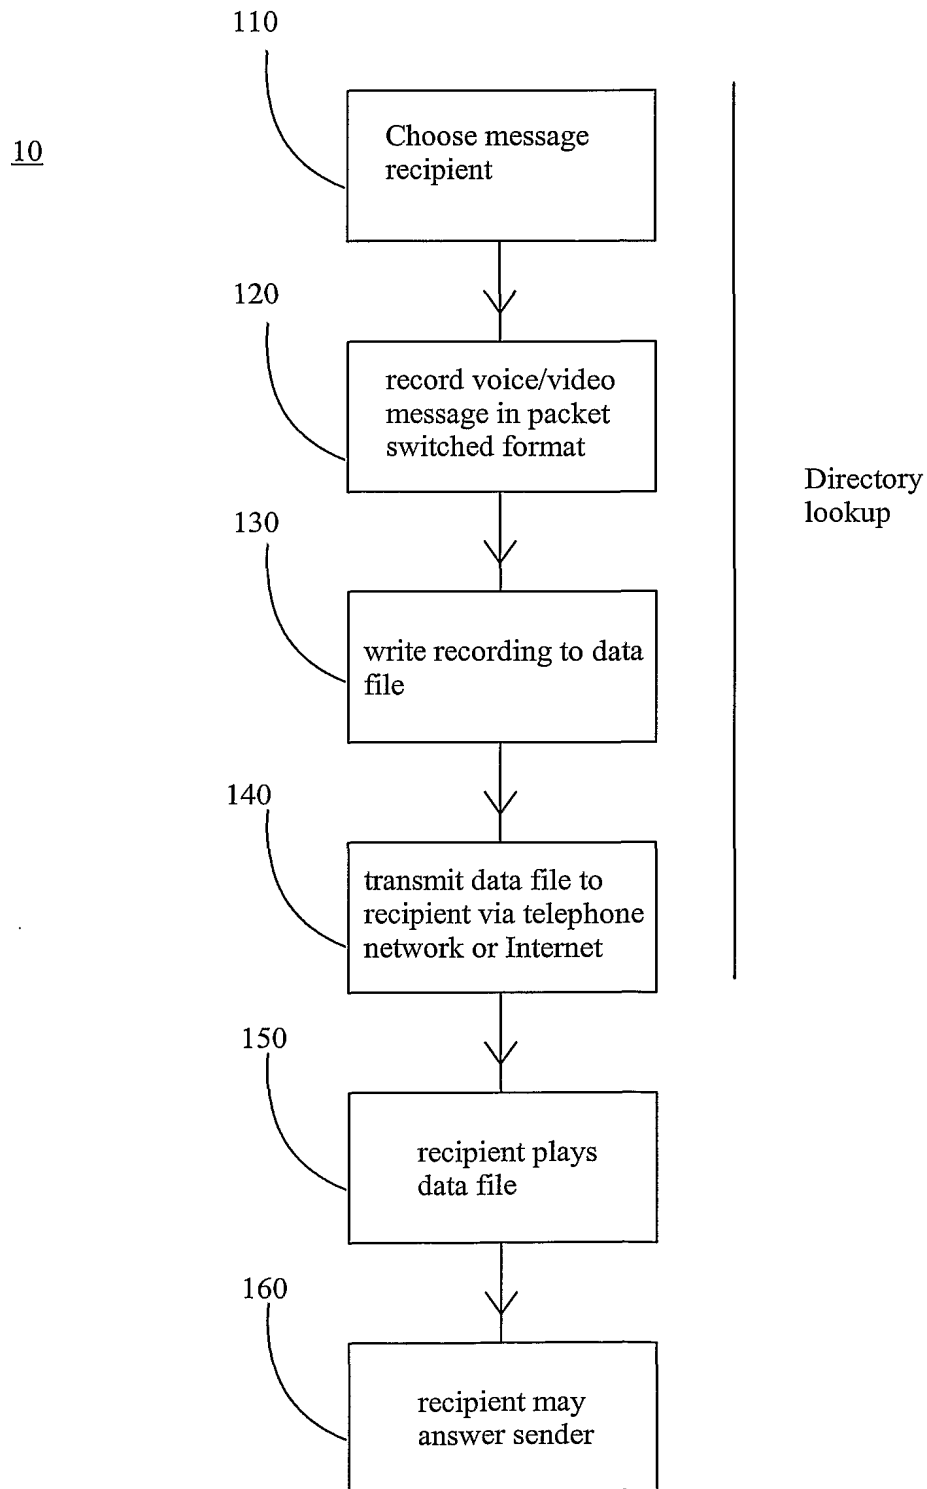 110
10
Choose message
recipient
120
record voice/video
message in packet
switched format
Directory
lookup
130
write recording to data
file
140
transmit data file to
recipient via telephone
network or Internet
150
recipient plays
data file
160
recipient may
answer sender